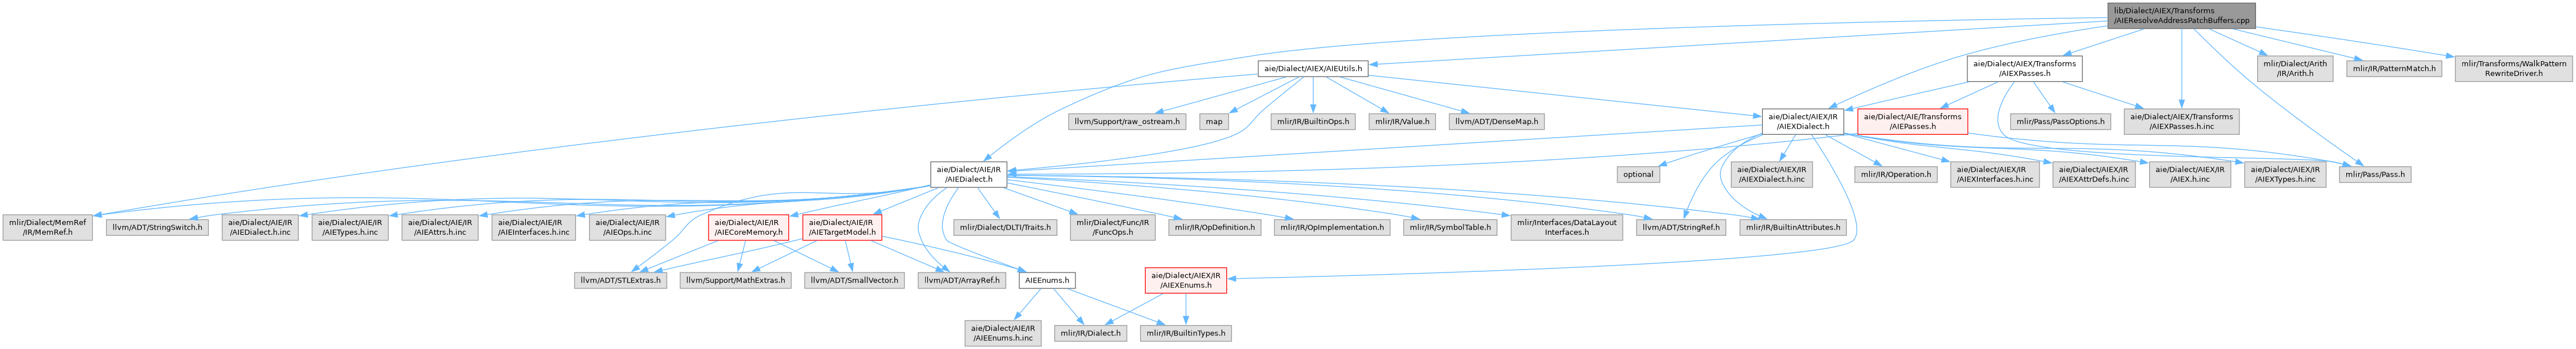 lib/Dialect/AIEX/Transforms
/AIEResolveAddressPatchBuffers.cpp
aie/Dialect/AIEX/AIEUtils.h
aie/Dialect/AIEX/Transforms
/AIEXPasses.h
mlir/Dialect/Arith
/IR/Arith.h
mlir/IR/PatternMatch.h
mlir/Transforms/WalkPattern
RewriteDriver.h
llvm/Support/raw_ostream.h
map
mlir/IR/BuiltinOps.h
mlir/IR/Value.h
llvm/ADT/DenseMap.h
aie/Dialect/AIEX/IR
/AIEXDialect.h
aie/Dialect/AIE/Transforms
/AIEPasses.h
mlir/Pass/PassOptions.h
aie/Dialect/AIEX/Transforms
/AIEXPasses.h.inc
aie/Dialect/AIE/IR
/AIEDialect.h
optional
aie/Dialect/AIEX/IR
/AIEXDialect.h.inc
mlir/IR/Operation.h
aie/Dialect/AIEX/IR
/AIEXInterfaces.h.inc
aie/Dialect/AIEX/IR
/AIEXAttrDefs.h.inc
aie/Dialect/AIEX/IR
/AIEX.h.inc
aie/Dialect/AIEX/IR
/AIEXTypes.h.inc
mlir/Pass/Pass.h
mlir/Dialect/MemRef
/IR/MemRef.h
llvm/ADT/StringSwitch.h
aie/Dialect/AIE/IR
/AIEDialect.h.inc
aie/Dialect/AIE/IR
/AIETypes.h.inc
aie/Dialect/AIE/IR
/AIEAttrs.h.inc
aie/Dialect/AIE/IR
/AIEInterfaces.h.inc
aie/Dialect/AIE/IR
/AIEOps.h.inc
aie/Dialect/AIE/IR
/AIECoreMemory.h
aie/Dialect/AIE/IR
/AIETargetModel.h
mlir/Dialect/DLTI/Traits.h
mlir/Dialect/Func/IR
/FuncOps.h
mlir/IR/OpDefinition.h
mlir/IR/OpImplementation.h
mlir/IR/SymbolTable.h
mlir/Interfaces/DataLayout
Interfaces.h
llvm/ADT/StringRef.h
mlir/IR/BuiltinAttributes.h
llvm/ADT/STLExtras.h
llvm/Support/MathExtras.h
llvm/ADT/SmallVector.h
llvm/ADT/ArrayRef.h
AIEEnums.h
aie/Dialect/AIEX/IR
/AIEXEnums.h
aie/Dialect/AIE/IR
/AIEEnums.h.inc
mlir/IR/Dialect.h
mlir/IR/BuiltinTypes.h